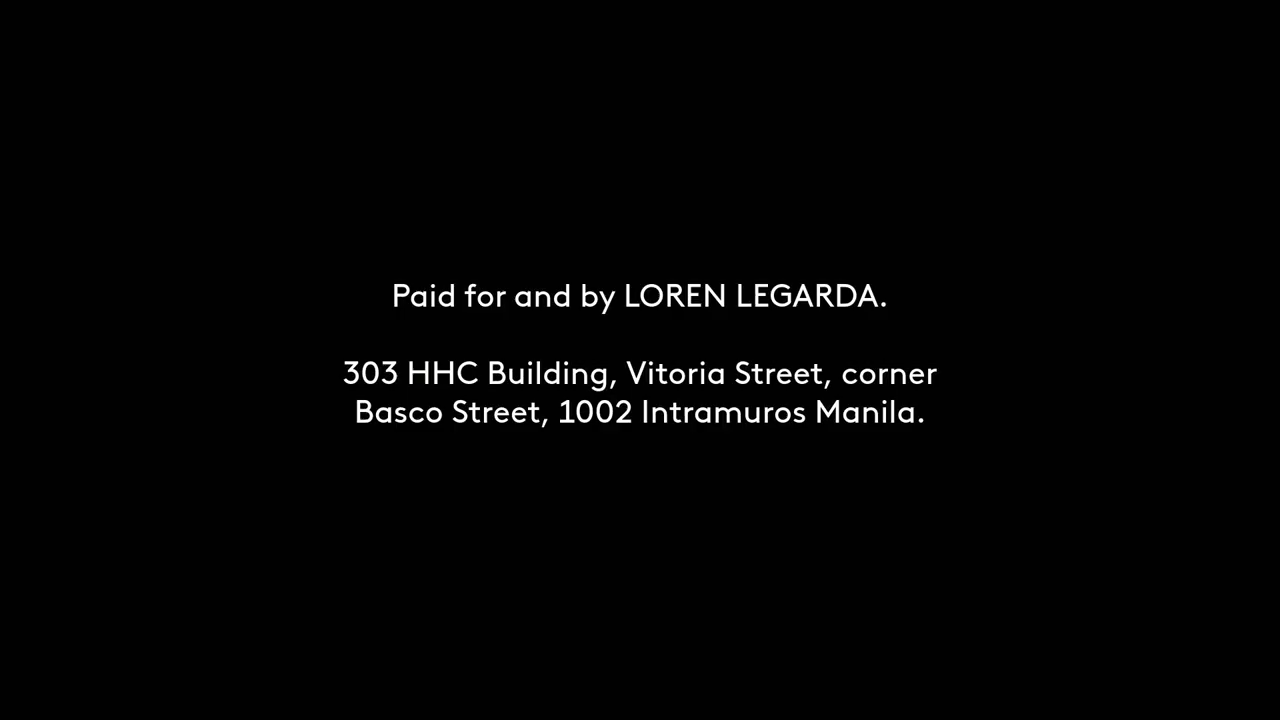 Paid for and by LOREN LEGARDA.
303 HHC Building, Vitoria Street, corner
Basco Street, 1002 Intramuros Manila.